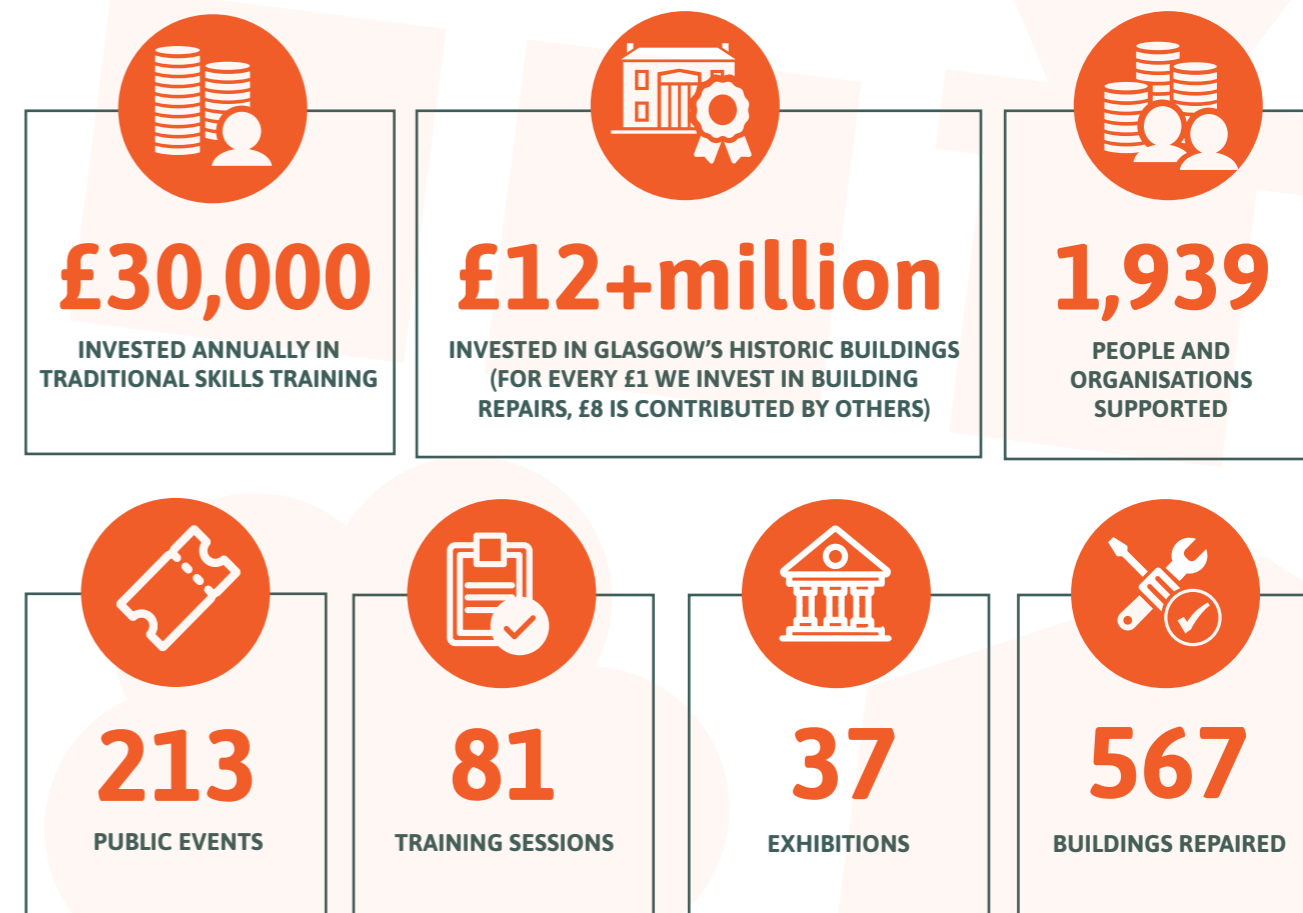 £30,000
INVESTED ANNUALLY IN
TRADITIONAL SKILLS TRAINING
£12+million
INVESTED IN GLASGOW'S HISTORIC BUILDINGS
(FOR EVERY £1 WE INVEST IN BUILDING
REPAIRS, £8 IS CONTRIBUTED BY OTHERS)
1,939
PEOPLE AND
ORGANISATIONS
SUPPORTED
213
PUBLIC EVENTS
81
TRAINING SESSIONS
37
EXHIBITIONS
567
BUILDINGS REPAIRED